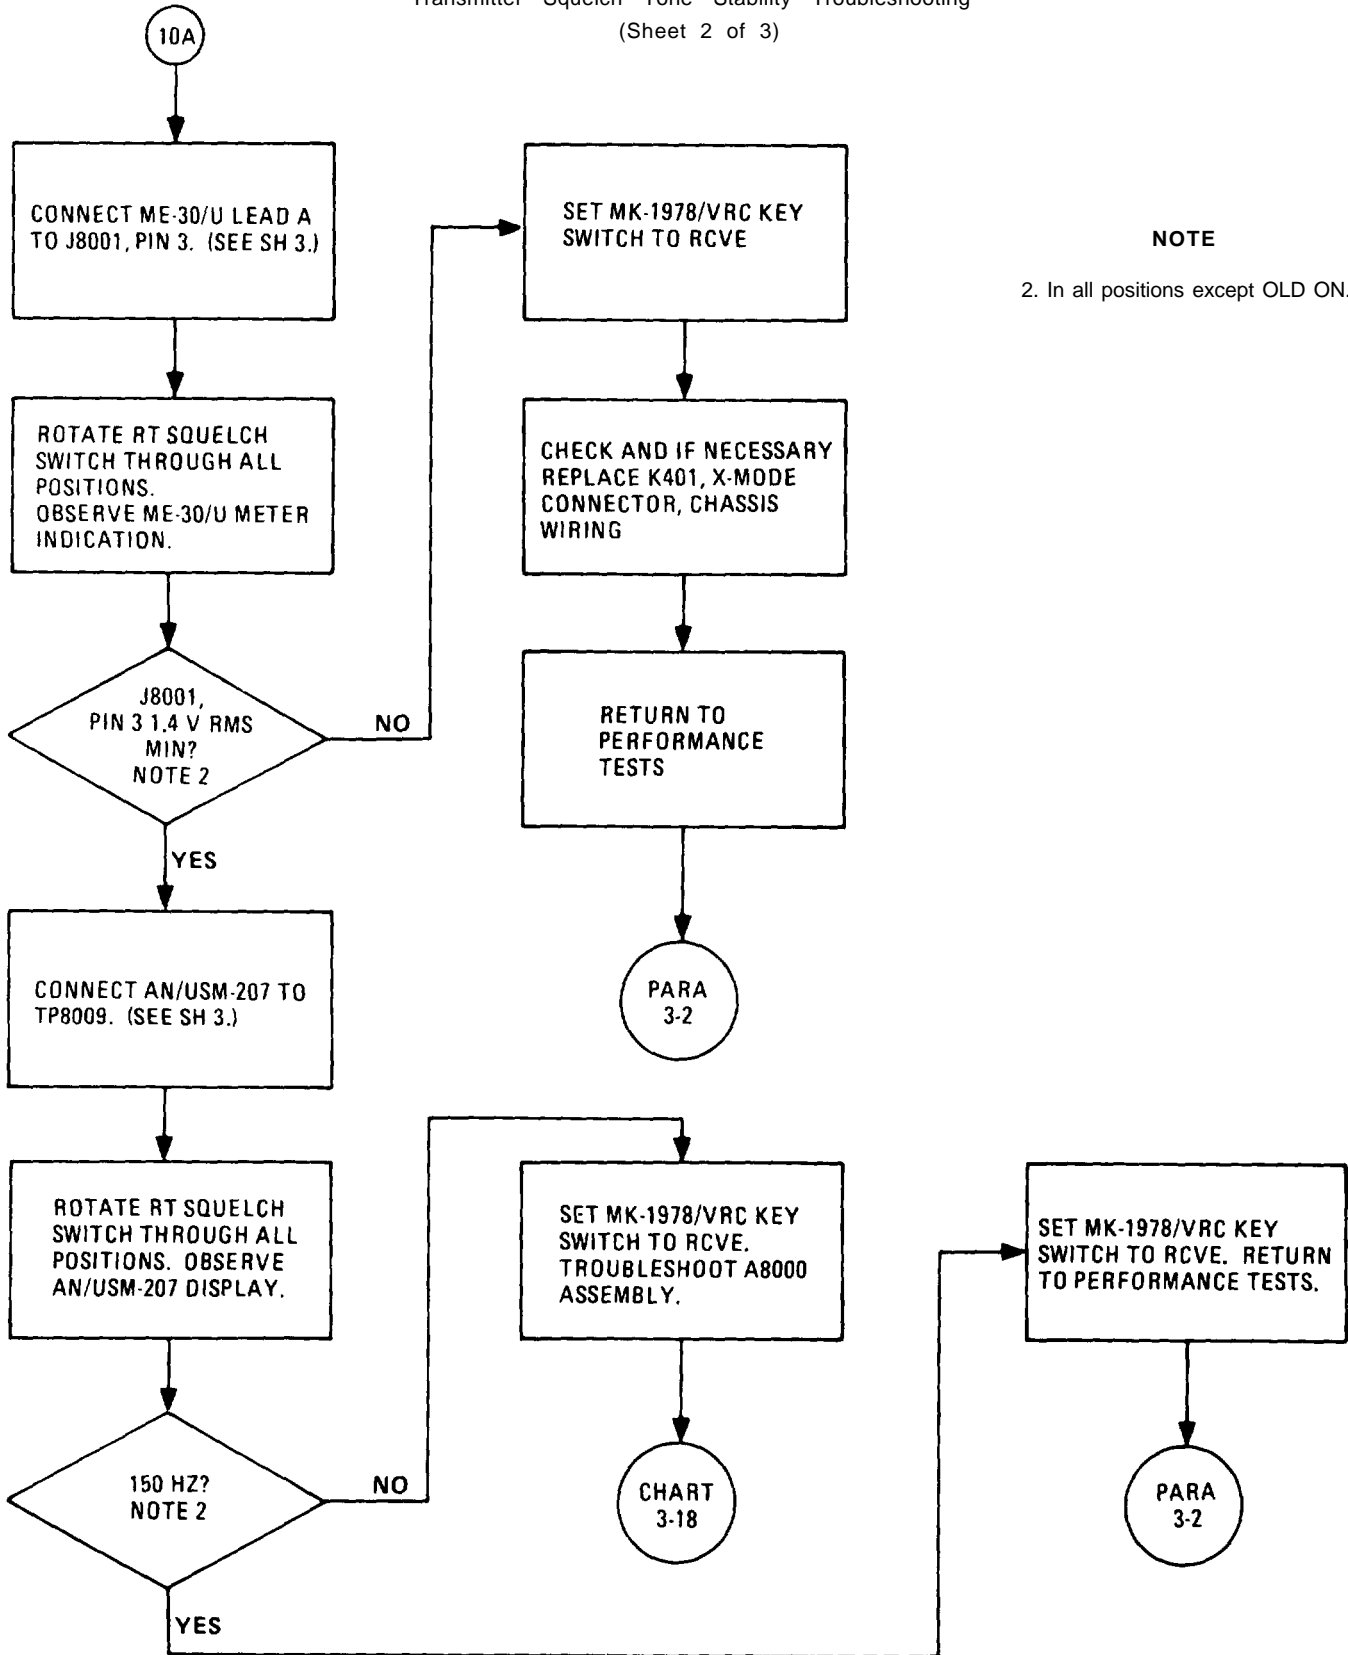 Transmitter Squelch Tone Stability Troubleshooting
(Sheet 2 of 3)
10A
CONNECT ME-30/U LEAD A
TO J8001, PIN 3. (SEE SH 3.)
ROTATE RT SQUELCH
SWITCH THROUGH ALL
POSITIONS.
OBSERVE ME-30/U METER
INDICATION.
J8001,
PIN 3 1.4 V RMS
MIN?
NOTE 2
NO
YES
SET MK-1978/VRC KEY
SWITCH TO RCVE
CHECK AND IF NECESSARY
REPLACE K401, X-MODE
CONNECTOR, CHASSIS
WIRING
RETURN TO
PERFORMANCE
TESTS
PARA
3-2
NOTE
2. In all positions except OLD ON.
CONNECT AN/USM-207 TO
TP8009. (SEE SH 3.)
ROTATE RT SQUELCH
SWITCH THROUGH ALL
POSITIONS. OBSERVE
AN/USM-207 DISPLAY.
150 HZ?
NOTE 2
NO
YES
SET MK-1978/VRC KEY
SWITCH TO RCVE.
TROUBLESHOOT A8000
ASSEMBLY.
CHART
3-18
SET MK-1978/VRC KEY
SWITCH TO RCVE. RETURN
TO PERFORMANCE TESTS.
PARA
3-2